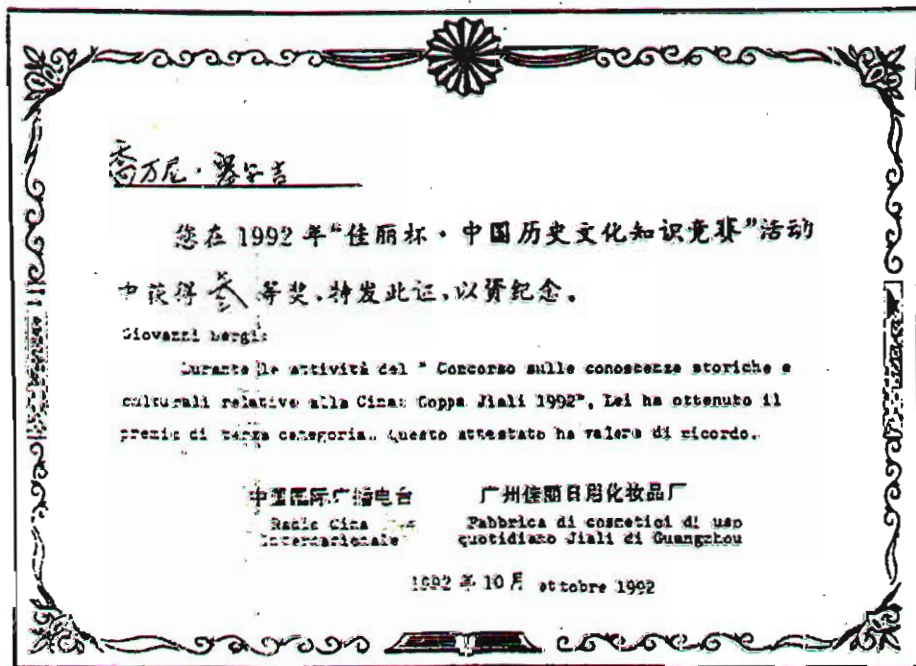 万尼·
您在1992年“佳丽杯·中国历史文化知识竞赛”活动
中获得 叁 等奖,特发此证,以资纪念。
Giovanni
Durante le attività del " Concorso sulle conoscenze storiche e
culturali relative alla Cina: Coppa Jiali 1992", Lei ha ottenuto il
premio di terza categoria. Questo attestato ha valore di ricordo.
中国国际广播电台 广州佳丽日用化妆品厂
Radio Cina Fabbrica di cosmetici di uso
Internazionale quotidiano Jiali di Guangzhou
1992年10月 ottobre 1992